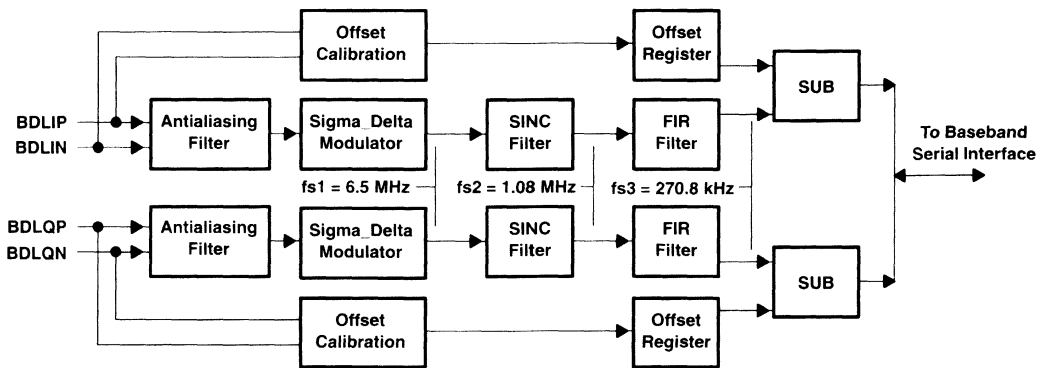 Offset
Calibration
Offset
Register
SUB
BDLIP
BDLIN
Antialiasing
Filter
Sigma_Delta
Modulator
SINC
Filter
FIR
Filter
To Baseband
Serial Interface
fs1 = 6.5 MHz
fs2 = 1.08 MHz
fs3 = 270.8 kHz
BDLQP
BDLQN
Antialiasing
Filter
Sigma_Delta
Modulator
SINC
Filter
FIR
Filter
SUB
Offset
Calibration
Offset
Register